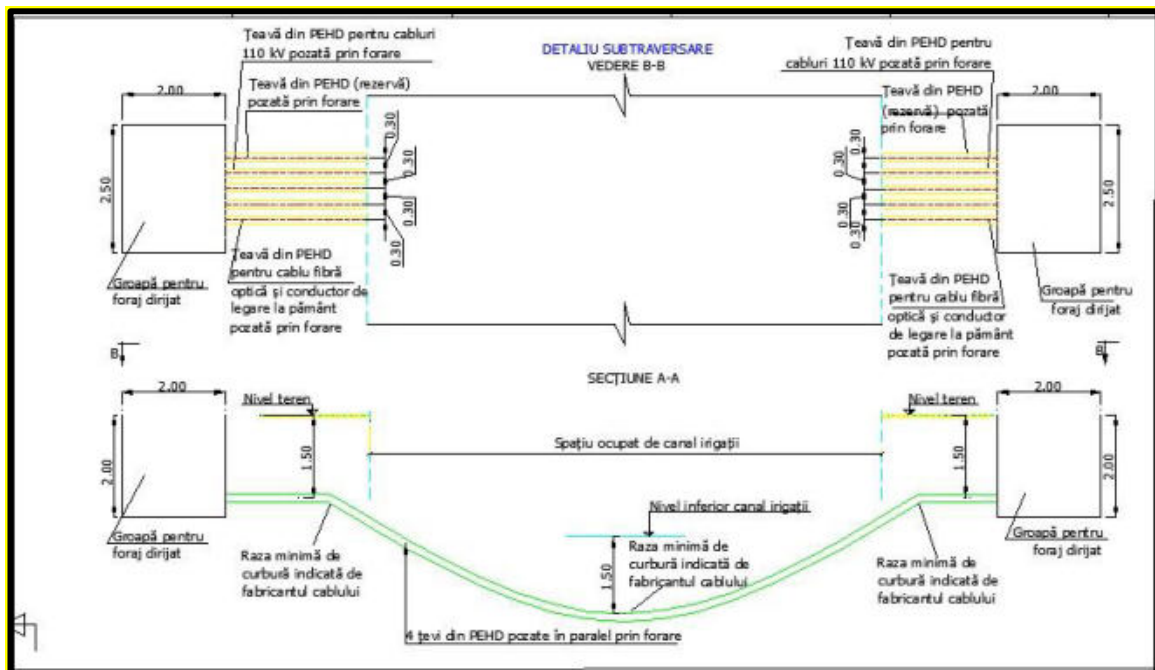 Țeavă din PEHD pentru cabluri
110 kV pozată prin forare
Țeavă din PEHD (rezervă)
pozată prin forare
2.00
2.50
0.30
0.30
0.30
0.30
Groapă pentru
foraj dirijat
Țeavă din PEHD
pentru cablu fibră
optică și conductor de
legare la pământ
pozată prin forare
DETALIU SUBTRAVERSARE
VEDERE B-B
Țeavă din PEHD pentru
cabluri 110 kV pozată prin forare
Țeavă din PEHD
(rezervă) pozată
prin forare
2.00
2.50
0.30
0.30
0.30
0.30
Țeavă din PEHD
pentru cablu fibră
optică și conductor
de legare la pământ
pozată prin forare
Groapă pentru
foraj dirijat
B
B
SECȚIUNE A-A
2.00
2.00
Nivel teren
1.50
Groapă pentru
foraj dirijat
Raza minimă de
curbură indicată de
fabricantul cablului
Spațiu ocupat de canal irigații
Nivel inferior canal irigații
1.50
Raza minimă de
curbură indicată de
fabricantul cablului
4 țevi din PEHD pozate în paralel prin forare
Nivel teren
2.00
1.50
2.00
Raza minimă de
curbură indicată de
fabricantul cablului
Groapă pentru
foraj dirijat